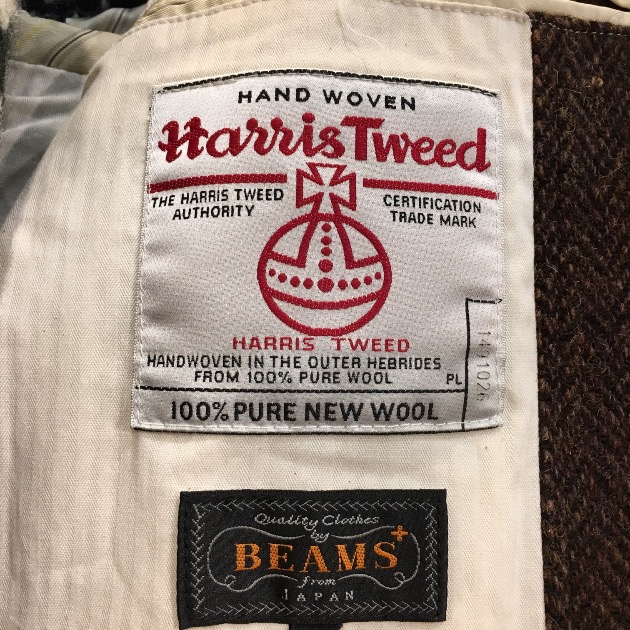 HAND WOVEN
Harris Tweed
THE HARRIS TWEED
AUTHORITY
CERTIFICATION
TRADE MARK
HARRIS TWEED
HANDWOVEN IN THE OUTER HEBRIDES
FROM 100% PURE WOOL
PL
1491026
100% PURE NEW WOOL
Quality Clothes
by
BEAMS+
from
JAPAN